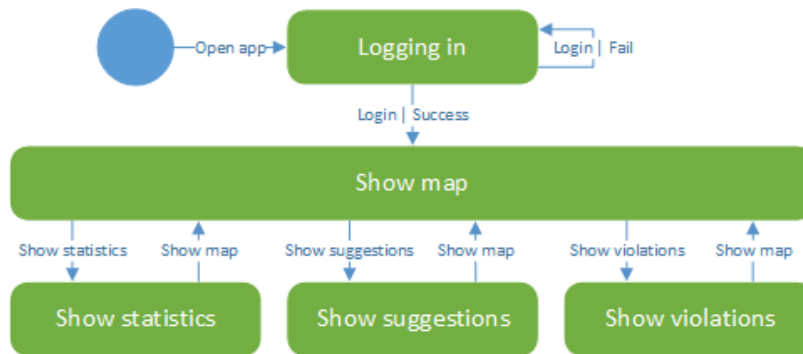 Open app
Logging in
Login | Fail
Login | Success
Show map
Show statistics
Show map
Show suggestions
Show map
Show violations
Show map
Show statistics
Show suggestions
Show violations